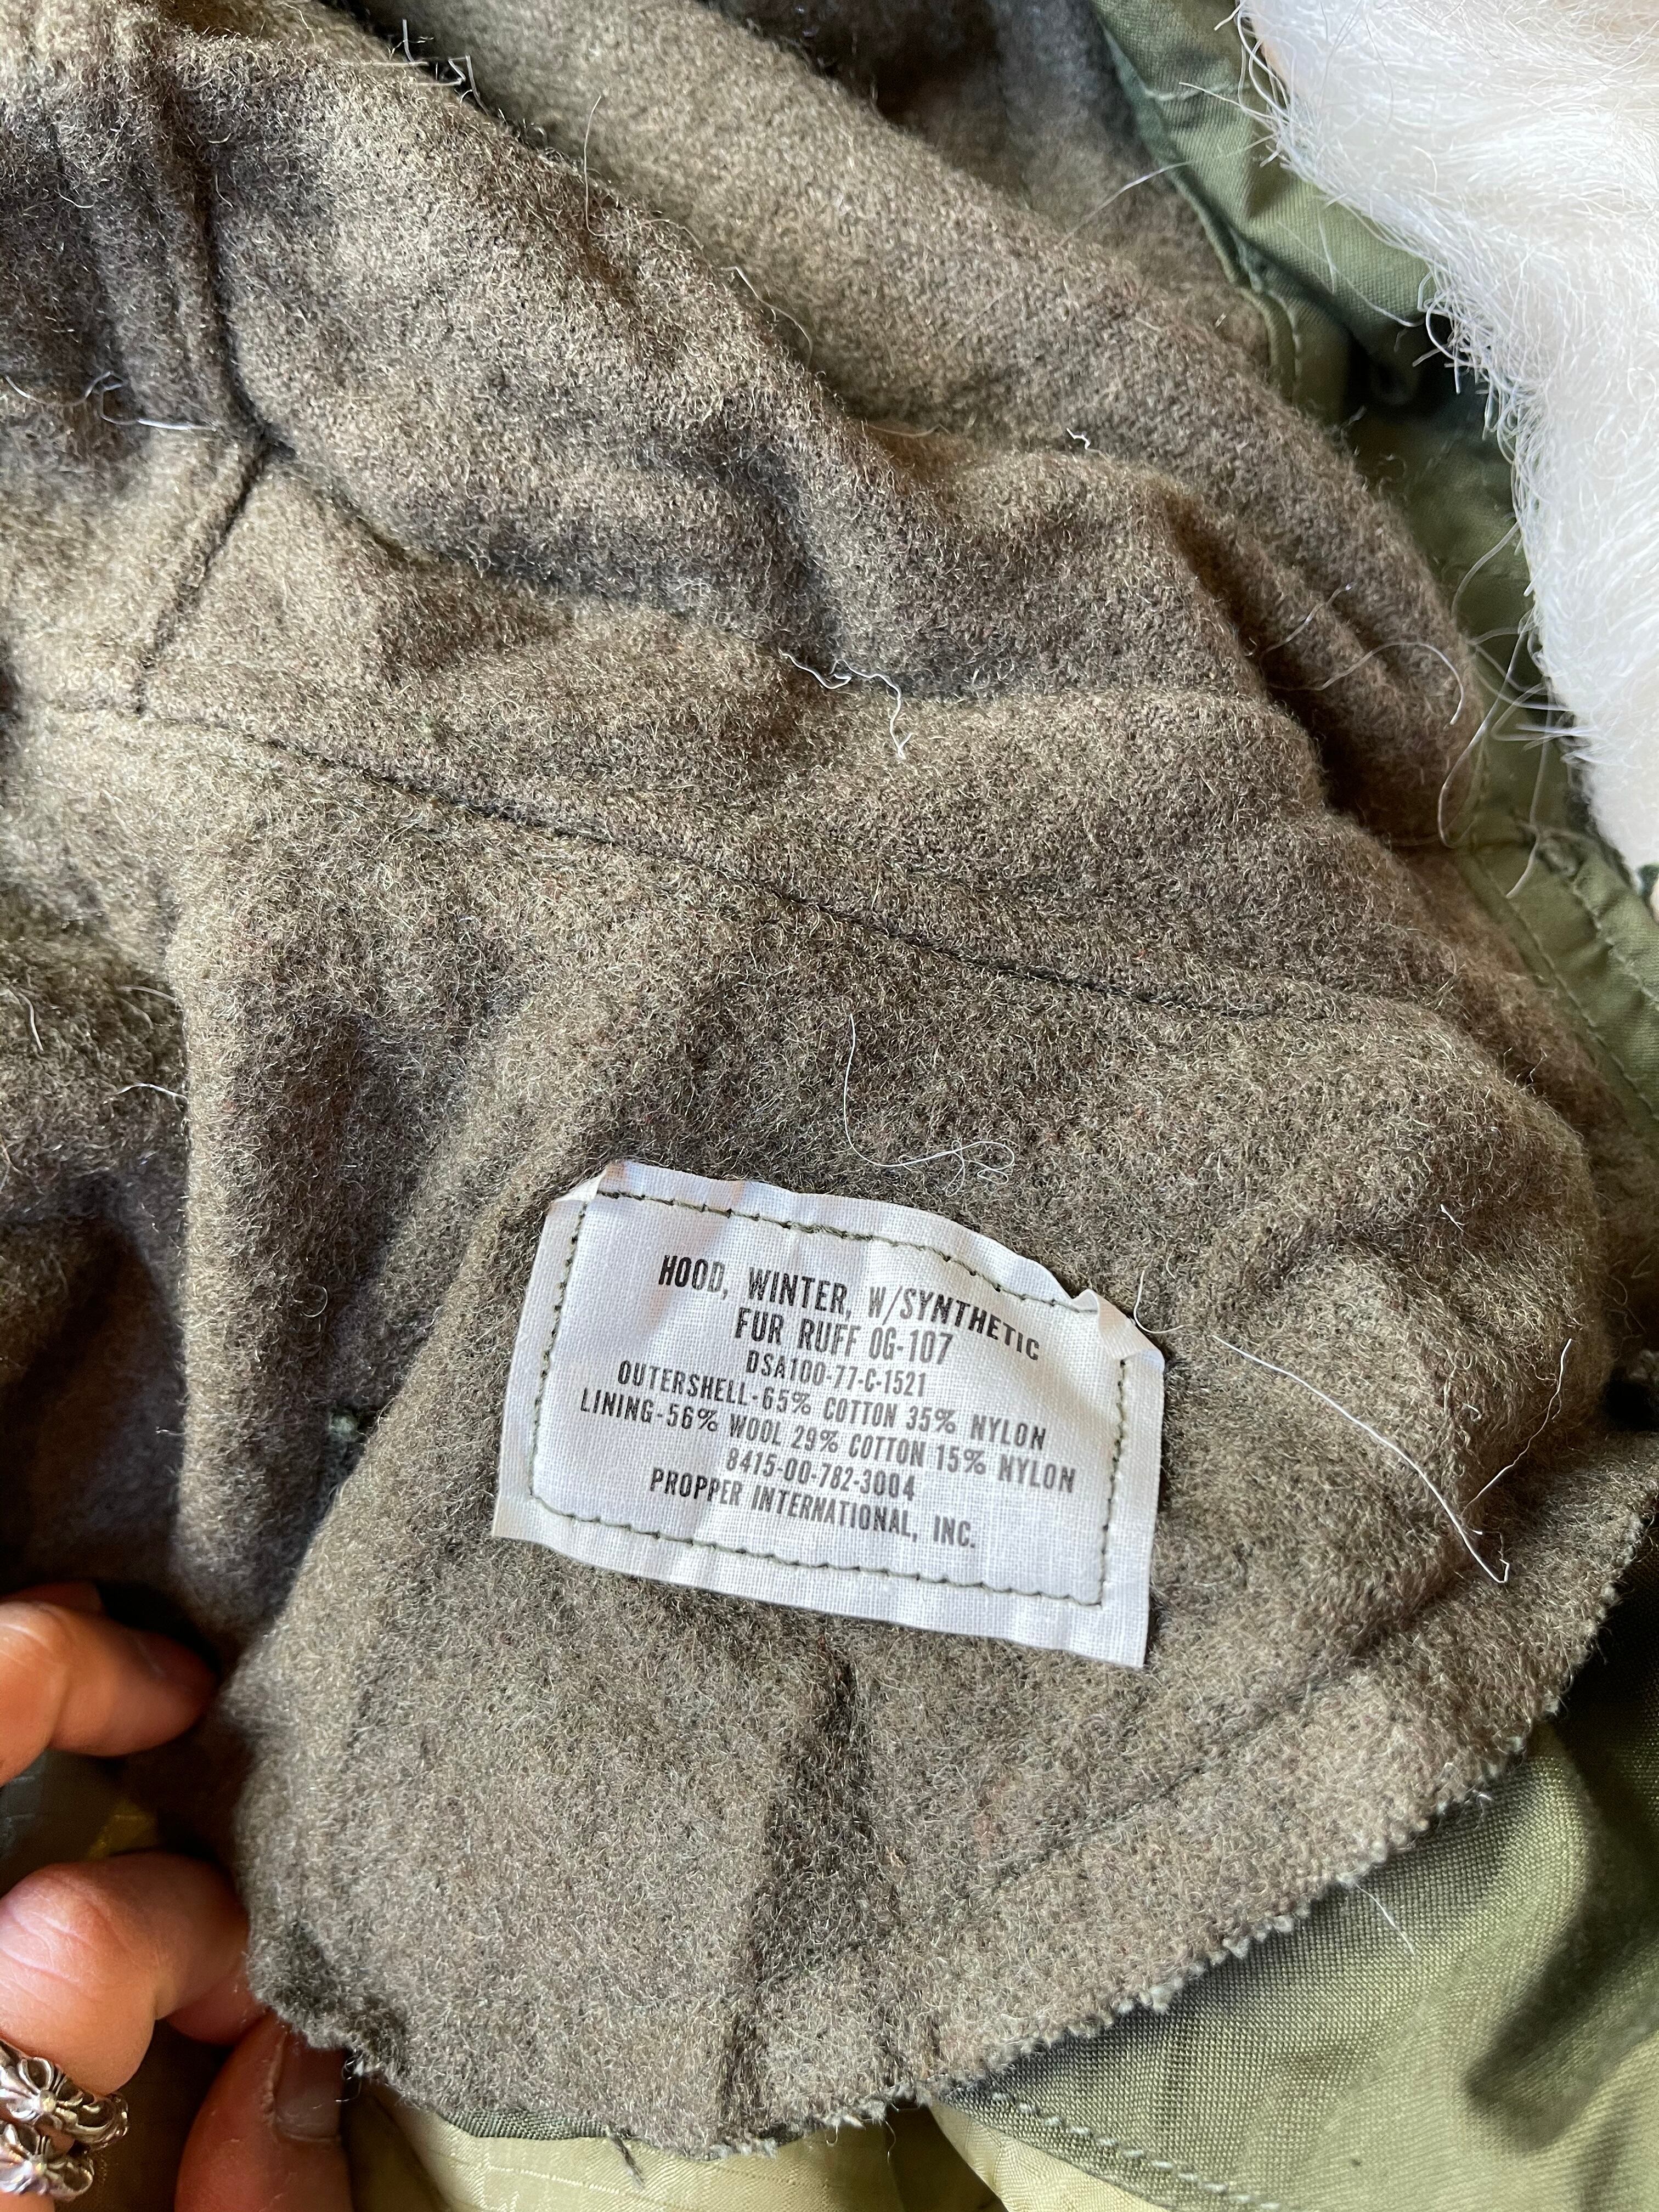 HOOD, WINTER, W/SYNTHETIC
FUR RUFF OG-107
DSA100-77-C-1521
OUTERSHELL-65% COTTON 35% NYLON
LINING-56% WOOL 29% COTTON 15% NYLON
8415-00-782-3004
PROPPER INTERNATIONAL, INC.